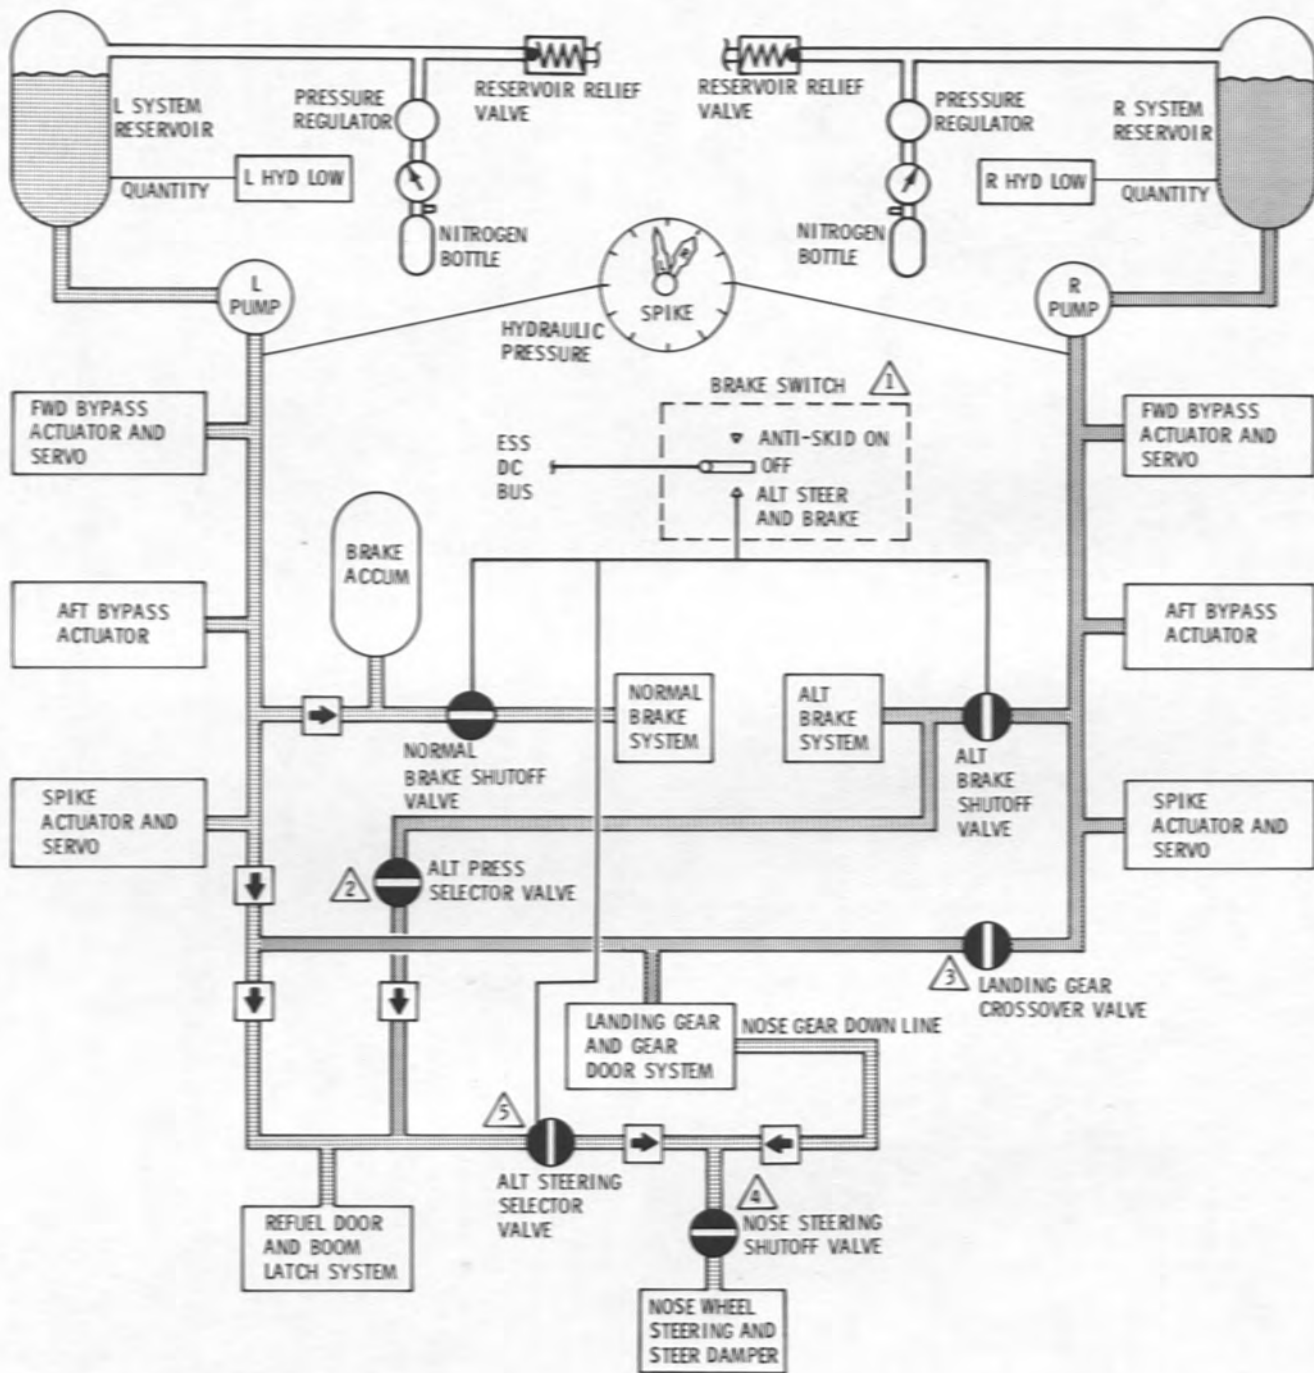 L SYSTEM
RESERVOIR
QUANTITY
L HYD LOW
PRESSURE
REGULATOR
NITROGEN
BOTTLE
RESERVOIR RELIEF
VALVE
RESERVOIR RELIEF
VALVE
PRESSURE
REGULATOR
R SYSTEM
RESERVOIR
R HYD LOW
QUANTITY
NITROGEN
BOTTLE
L
PUMP
SPIKE
HYDRAULIC
PRESSURE
R
PUMP
BRAKE SWITCH
1
ANTI-SKID ON
OFF
ALT STEER
AND BRAKE
ESS
DC
BUS
FWD BYPASS
ACTUATOR AND
SERVO
FWD BYPASS
ACTUATOR AND
SERVO
BRAKE
ACCUM
AFT BYPASS
ACTUATOR
AFT BYPASS
ACTUATOR
NORMAL
BRAKE
SYSTEM
ALT
BRAKE
SYSTEM
NORMAL
BRAKE SHUTOFF
VALVE
ALT
BRAKE
SHUTOFF
VALVE
SPIKE
ACTUATOR AND
SERVO
SPIKE
ACTUATOR AND
SERVO
2
ALT PRESS
SELECTOR VALVE
3
LANDING GEAR
CROSSOVER VALVE
LANDING GEAR
AND GEAR
DOOR SYSTEM
NOSE GEAR DOWN LINE
5
ALT STEERING
SELECTOR
VALVE
4
NOSE STEERING
SHUTOFF VALVE
REFUEL DOOR
AND BOOM
LATCH SYSTEM
NOSE WHEEL
STEERING AND
STEER DAMPER